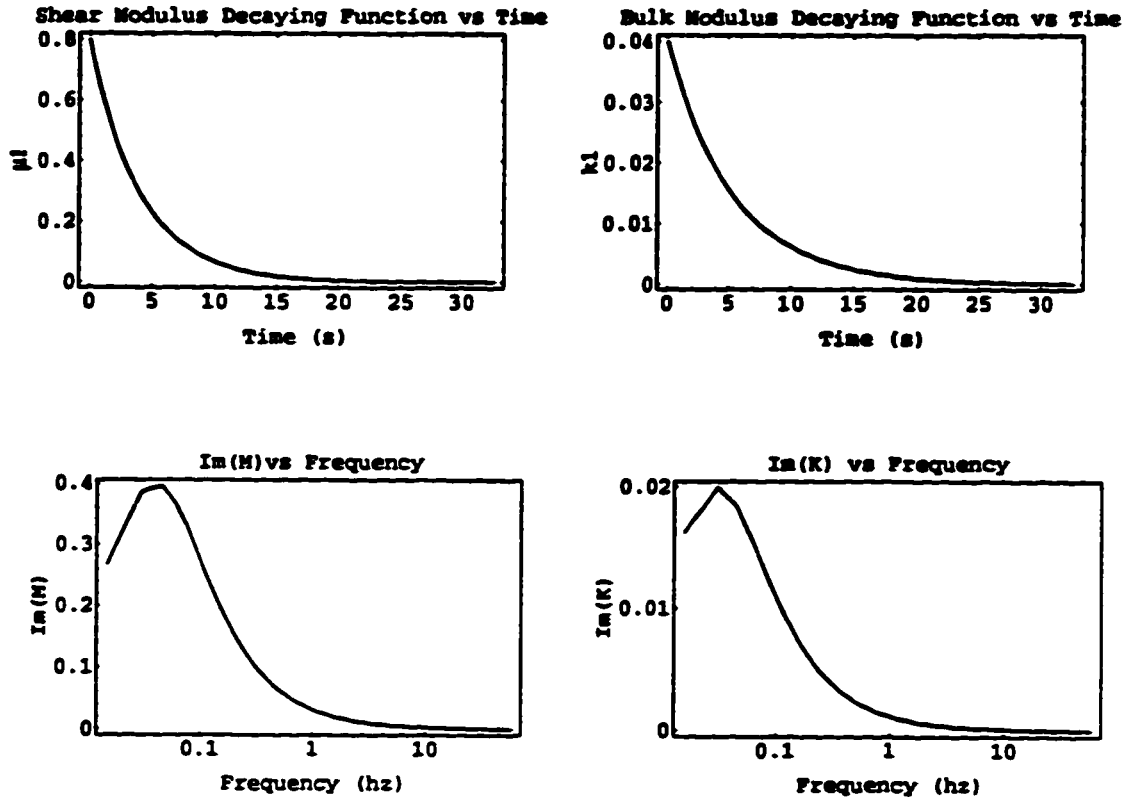 Shear Modulus Decaying Function vs Time
0.8
0.6
μ1 0.4
0.2
0
0 5 10 15 20 25 30
Time (s)
Bulk Modulus Decaying Function vs Time
0.04
0.03
k1 0.02
0.01
0
0 5 10 15 20 25 30
Time (s)
Im(M)vs Frequency
0.4
0.3
Im(M) 0.2
0.1
0
0.1 1 10
Frequency (hz)
Im(K) vs Frequency
0.02
Im(K) 0.01
0
0.1 1 10
Frequency (hz)